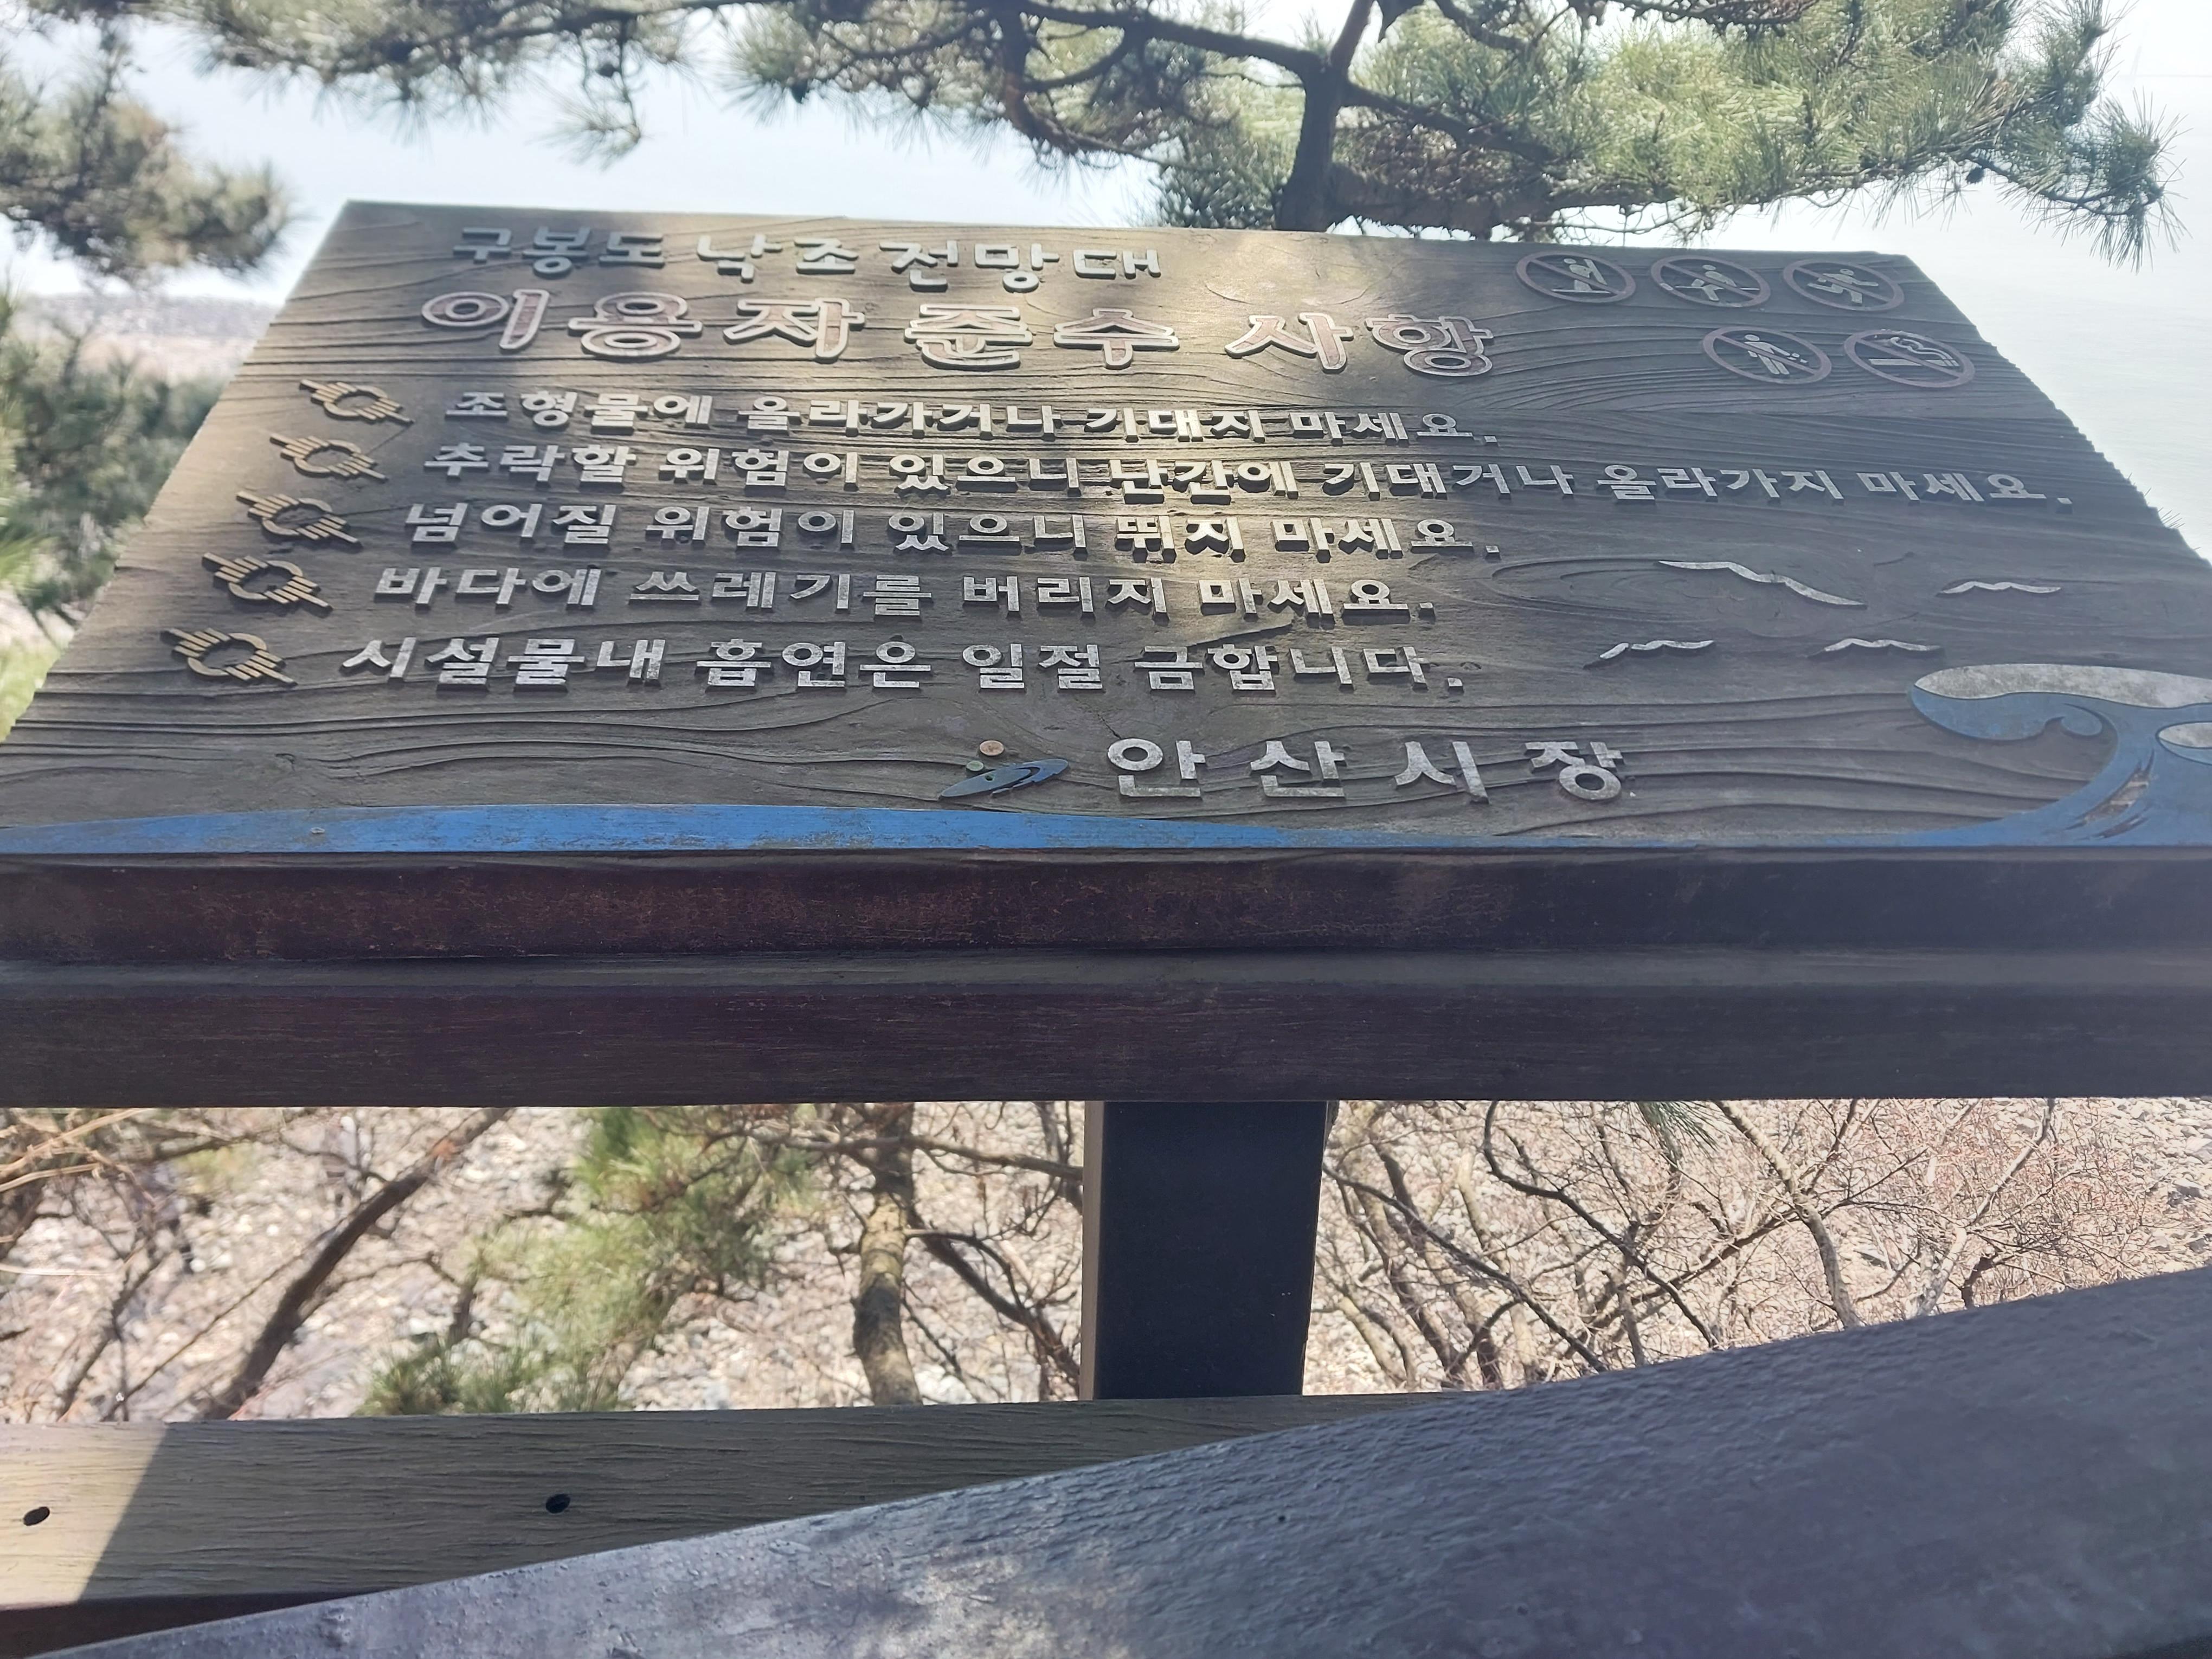 구봉도 낙조전망대
이용자 준수 사항
조형물에 올라가거나 기대지 마세요.
추락할 위험이 있으니 난간에 기대거나 올라가지 마세요.
넘어질 위험이 있으니 뛰지 마세요.
바다에 쓰레기를 버리지 마세요.
시설물내 흡연은 일절 금합니다.
안산시장